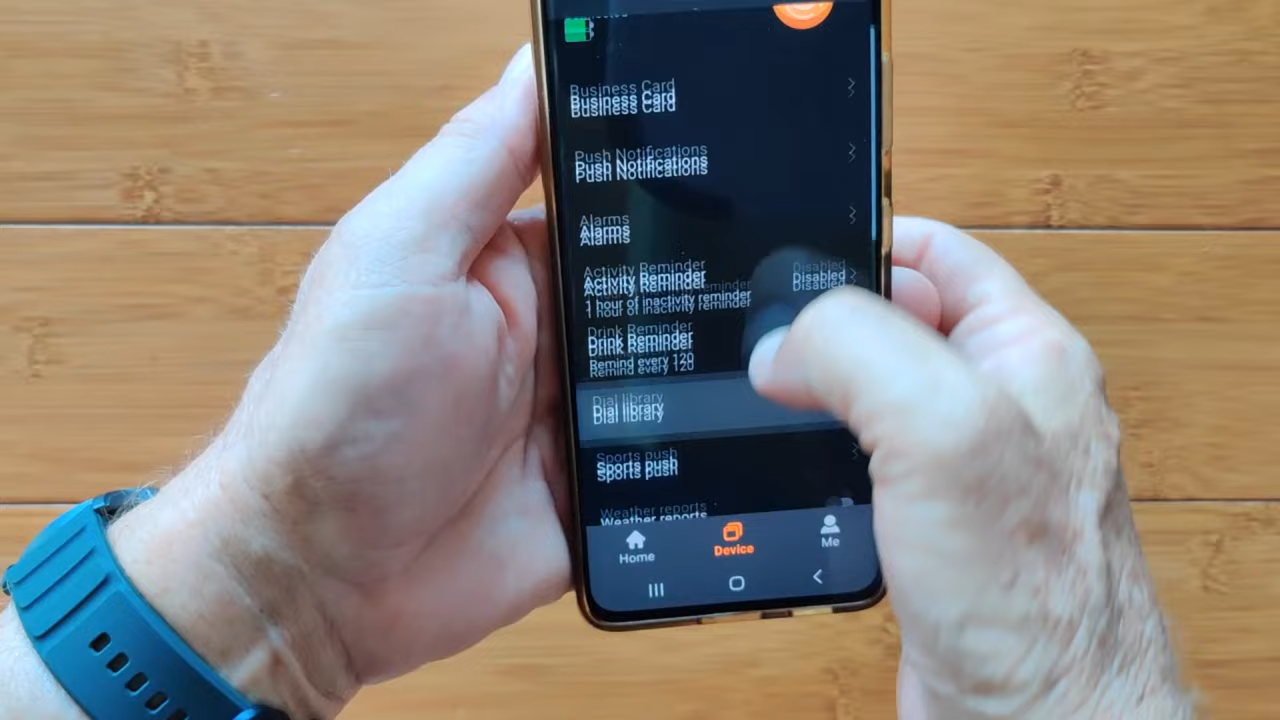 Business Card
Push Notifications
Alarms
Activity Reminder
Disabled
1 hour of inactivity reminder
Drink Reminder
Remind every 120
Dial library
Sports push
Weather reports
Home
Device
Me